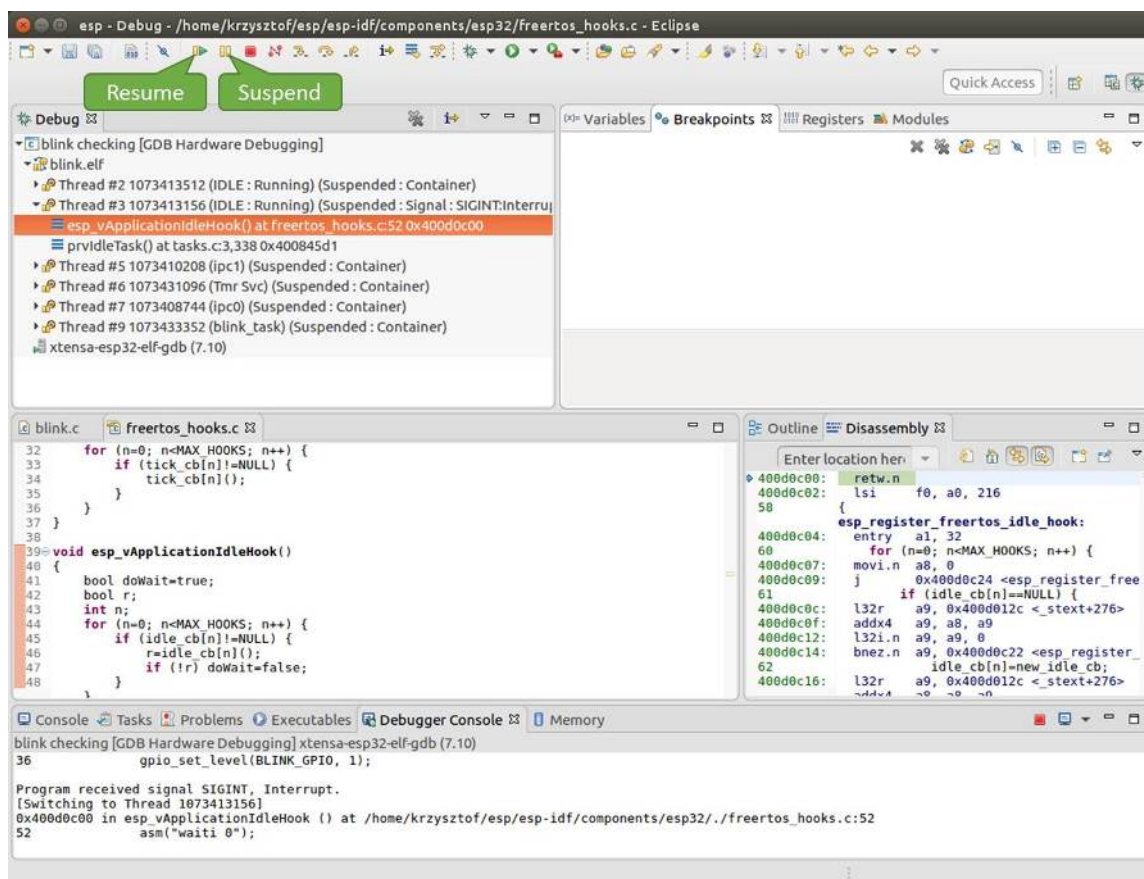 esp - Debug - /home/krzysztof/esp/esp-idf/components/esp32/freertos_hooks.c - Eclipse
Resume
Suspend
Quick Access
Debug
blink checking [GDB Hardware Debugging]
blink.elf
Thread #2 1073413512 (IDLE : Running) (Suspended : Container)
Thread #3 1073413156 (IDLE : Running) (Suspended : Signal : SIGINT:Interru
esp_vApplicationIdleHook() at freertos_hooks.c:52 0x400d0c00
prvIdleTask() at tasks.c:3,338 0x400845d1
Thread #5 1073410208 (ipc1) (Suspended : Container)
Thread #6 1073431096 (Tmr Svc) (Suspended : Container)
Thread #7 1073408744 (ipc0) (Suspended : Container)
Thread #9 1073433352 (blink_task) (Suspended : Container)
xtensa-esp32-elf-gdb (7.10)
(x)= Variables Breakpoints Registers Modules
blink.c freertos_hooks.c
32 for (n=0; n<MAX_HOOKS; n++) {
33 if (tick_cb[n]!=NULL) {
34 tick_cb[n]();
35 }
36 }
37 }
38
39 void esp_vApplicationIdleHook()
40 {
41 bool doWait=true;
42 bool r;
43 int n;
44 for (n=0; n<MAX_HOOKS; n++) {
45 if (idle_cb[n]!=NULL) {
46 r=idle_cb[n]();
47 if (!r) doWait=false;
48 }
}
Outline Disassembly
Enter location her
400d0c00: retw.n
400d0c02: lsi f0, a0, 216
58 {
esp_register_freertos_idle_hook:
400d0c04: entry a1, 32
60 for (n=0; n<MAX_HOOKS; n++) {
400d0c07: movi.n a8, 0
400d0c09: j 0x400d0c24 <esp_register_free
61 if (idle_cb[n]==NULL) {
400d0c0c: l32r a9, 0x400d012c <_stext+276>
400d0c0f: addx4 a9, a8, a9
400d0c12: l32i.n a9, a9, 0
400d0c14: bnez.n a9, 0x400d0c22 <esp_register_
62 idle_cb[n]=new_idle_cb;
400d0c16: l32r a9, 0x400d012c <_stext+276>
addx4 a8, a8, a9
Console Tasks Problems Executables Debugger Console Memory
blink checking [GDB Hardware Debugging] xtensa-esp32-elf-gdb (7.10)
36 gpio_set_level(BLINK_GPIO, 1);
Program received signal SIGINT, Interrupt.
[Switching to Thread 1073413156]
0x400d0c00 in esp_vApplicationIdleHook () at /home/krzysztof/esp/esp-idf/components/esp32/./freertos_hooks.c:52
52 asm("waiti 0");